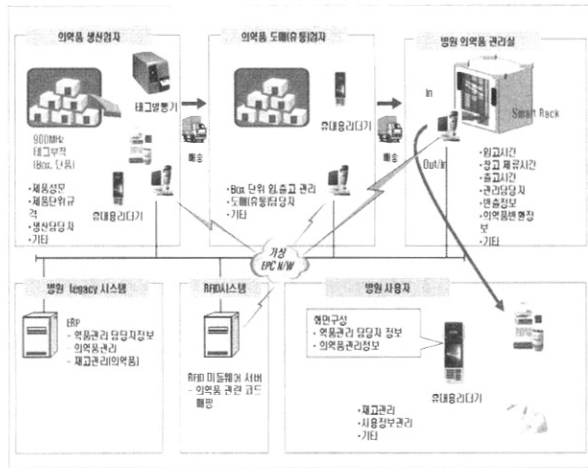 의약품 생산업자
태그발행기
900MHz
태그부착
(Box, 단품)
•제품성분
•제품단위규
격
•생산담당자
•기타
휴대용리더기
배송
의약품 도매(유통)업자
휴대용리더기
•Box 단위 입,출고 관리
•도매(유통)담당자
•기타
배송
병원 의약품 관리실
In
Smart Rack
Out/In
•입고시간
•창고 체류시간
•출고시간
•관리담당자
•반출정보
•의약품반환정
보
•기타
가상
EPC N/W
병원 legacy 시스템
ERP
- 약품관리 담당자정보
- 의약품관리
- 재고관리(의약품)
RFID시스템
RFID 미들웨어 서버
- 의약품 관련 코드
매핑
병원 사용자
화면구성
• 약품관리 담당자 정보
• 의약품관리정보
휴대용리더기
•재고관리
•사용정보관리
•기타